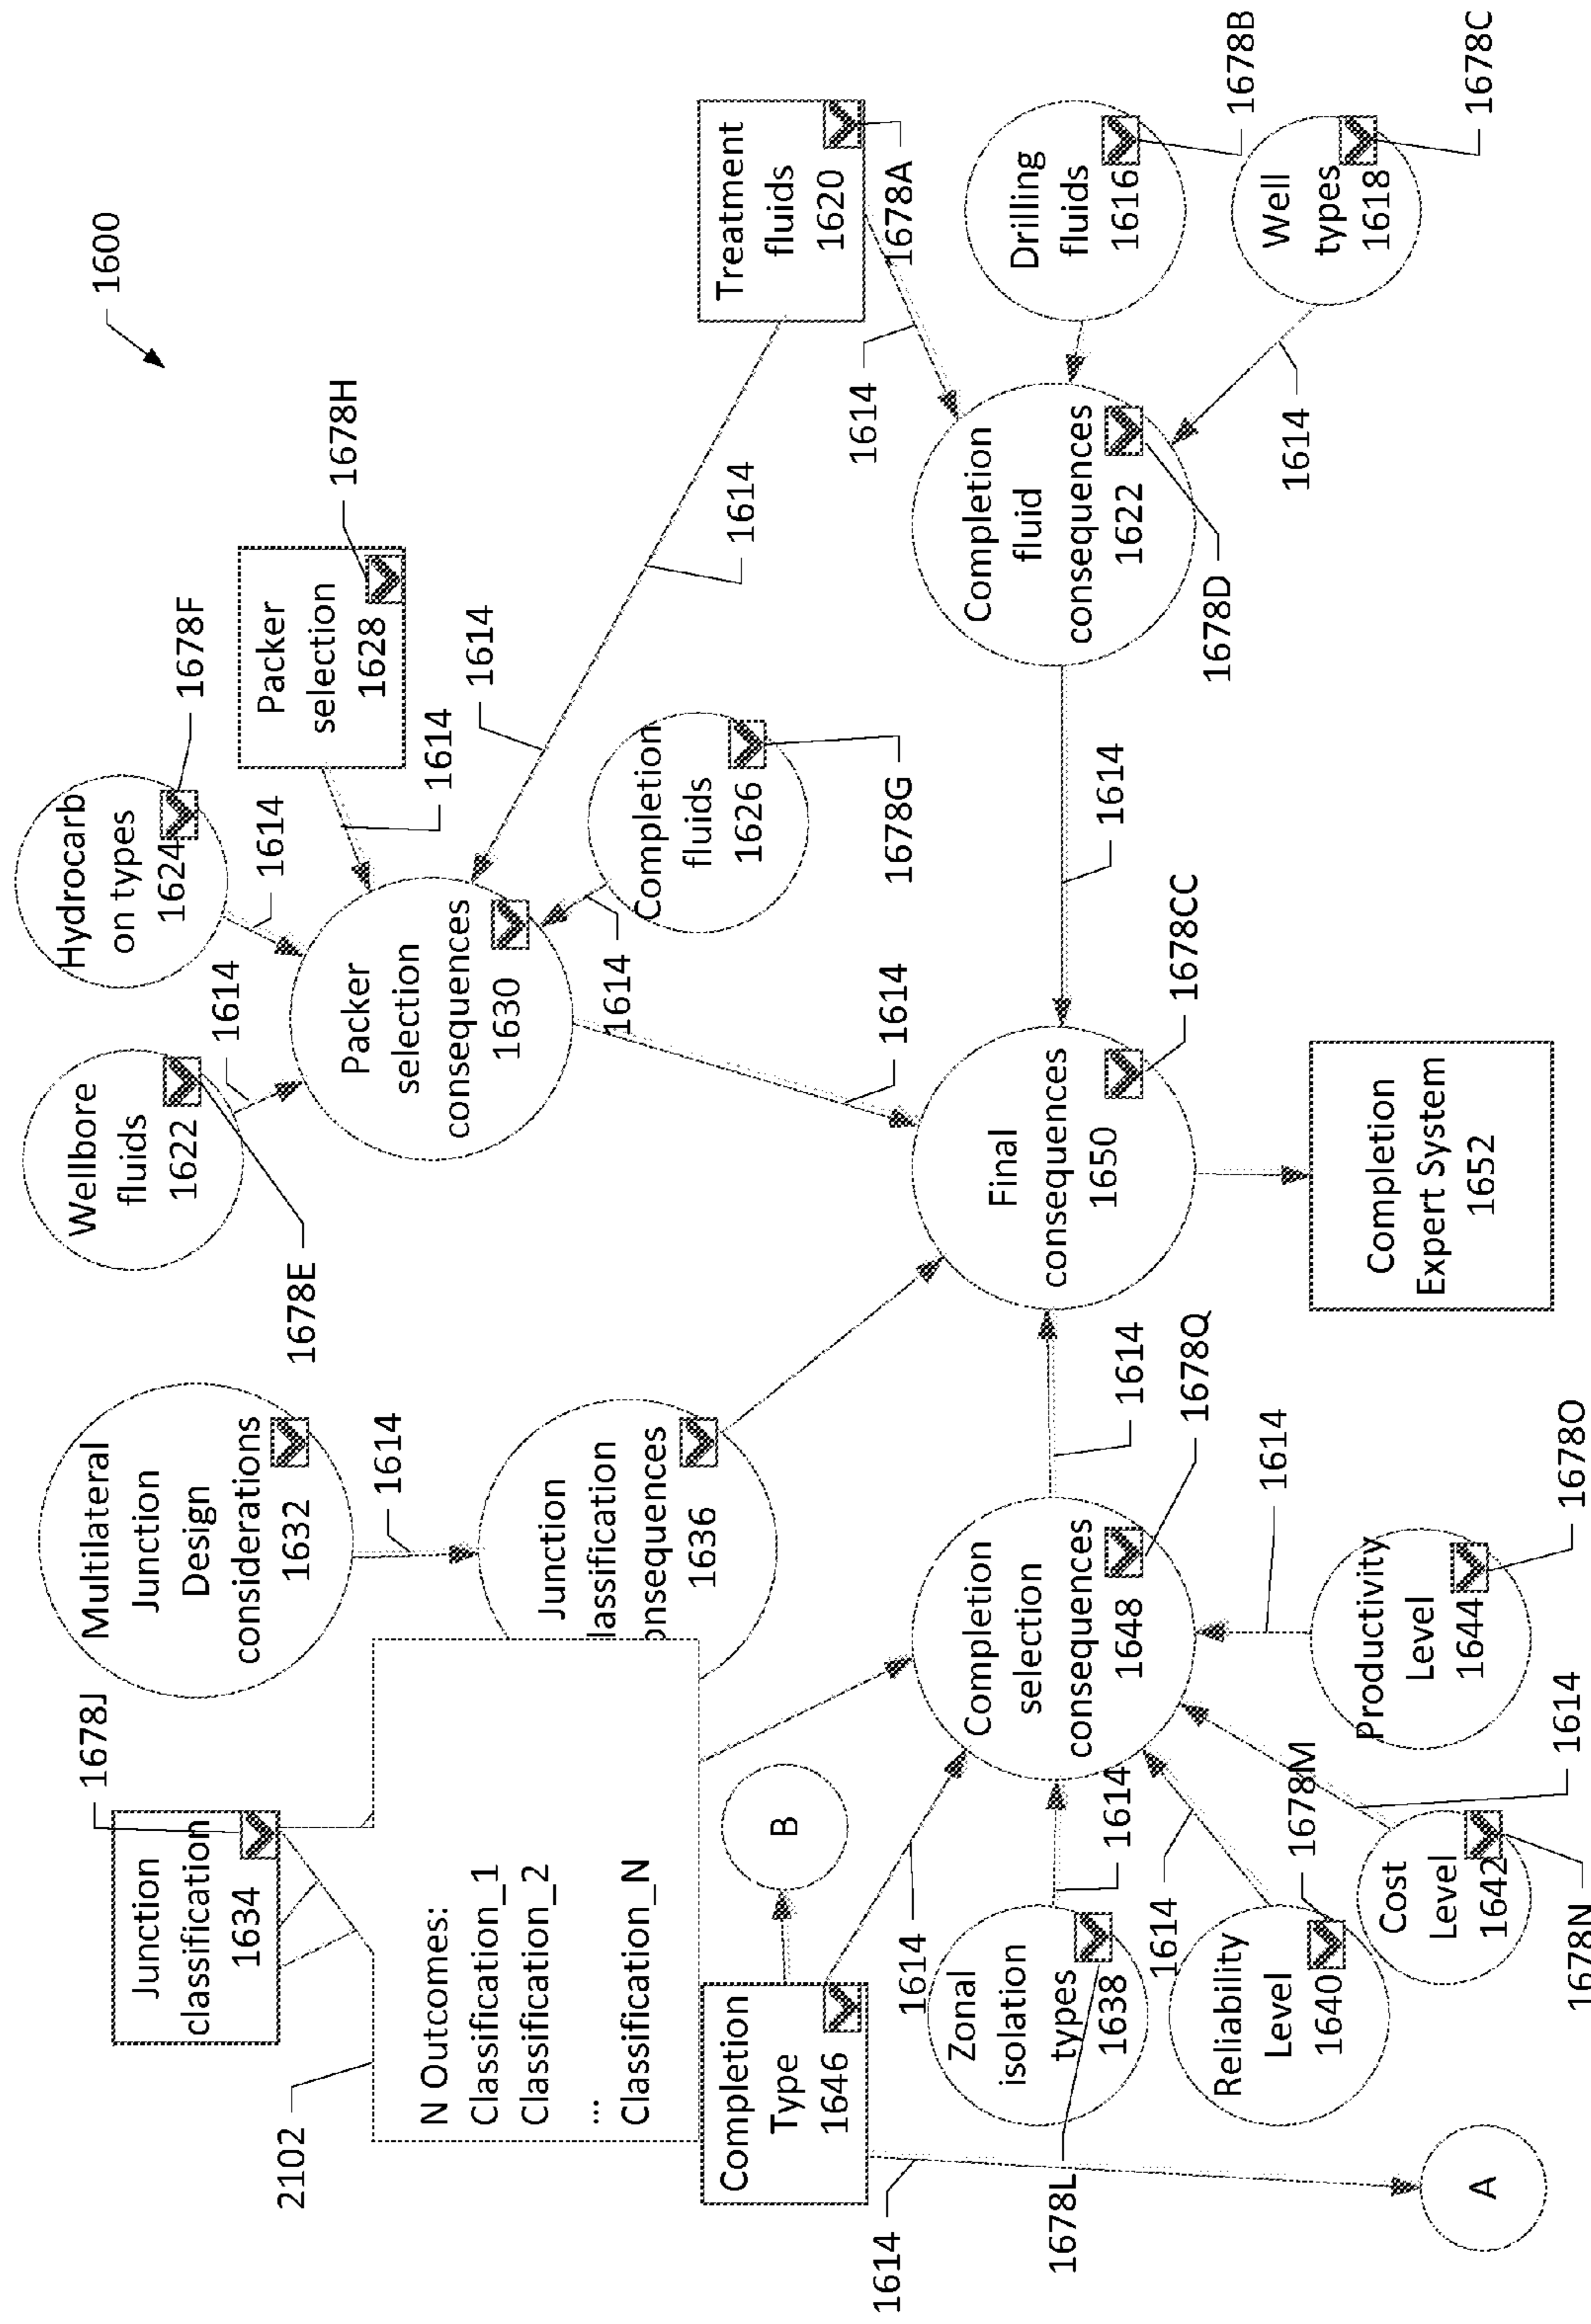 1600
Hydrocarb
on types
1624
1678F
Packer
selection
1628
1678H
Wellbore
fluids
1622
1678E
1614
1614
1614
1614
Packer
selection
consequences
1630
Completion
fluids
1626
1678G
1614
1614
1614
Treatment
fluids
1620
1678A
Drilling
fluids
1616
1678B
Well
types
1618
1678C
1614
1614
Completion
fluid
consequences
1622
1678D
1614
Multilateral
Junction
Design
considerations
1632
1614
Junction
classification
1634
1678J
2102
N Outcomes:
Classification_1
Classification_2
...
Classification_N
Junction
lassification
onsequences
1636
Final
consequences
1650
1678CC
Completion
Expert System
1652
Completion
Type
1646
B
1614
A
1614
Completion
selection
consequences
1648
1678Q
1614
Zonal
isolation
types
1638
1678L
1614
Reliability
Level
1640
1678M
1614
Cost
Level
1642
1678N
1614
Productivity
Level
1644
1678O
1614